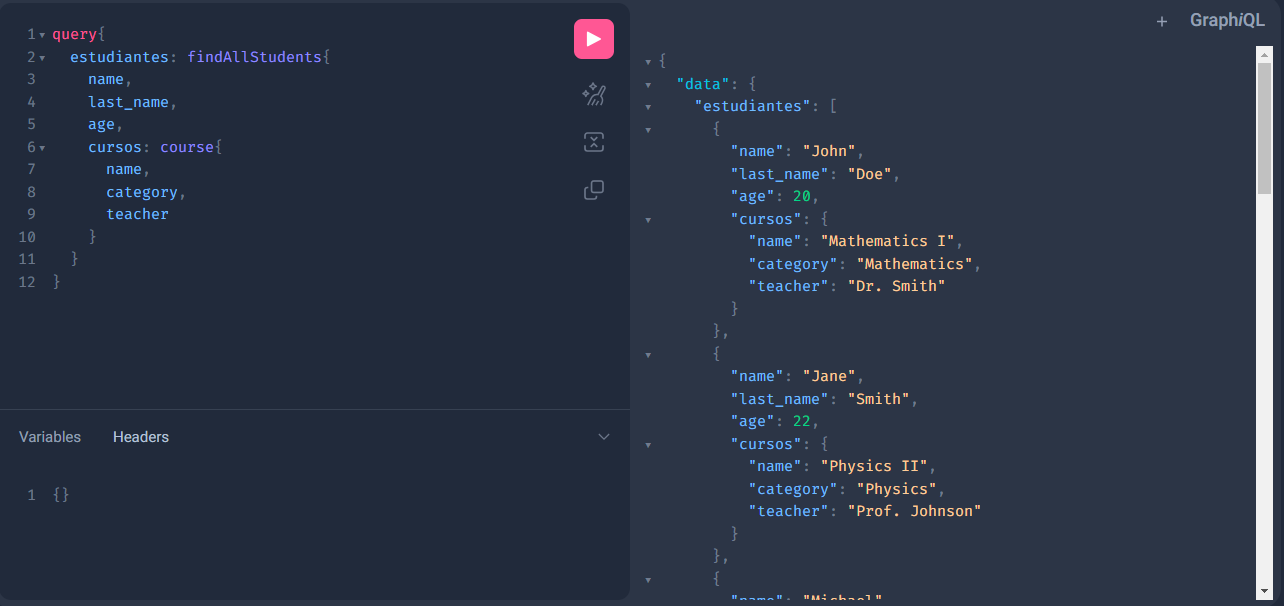 1 query{
2 estudiantes: findAllStudents{
3 name,
4 last_name,
5 age,
6 cursos: course{
7 name,
8 category,
9 teacher
10 }
11 }
12 }
Variables Headers
1 {}
+ GraphiQL
{
"data": {
"estudiantes": [
{
"name": "John",
"last_name": "Doe",
"age": 20,
"cursos": {
"name": "Mathematics I",
"category": "Mathematics",
"teacher": "Dr. Smith"
}
},
{
"name": "Jane",
"last_name": "Smith",
"age": 22,
"cursos": {
"name": "Physics II",
"category": "Physics",
"teacher": "Prof. Johnson"
}
},
{
"name": "Michael"